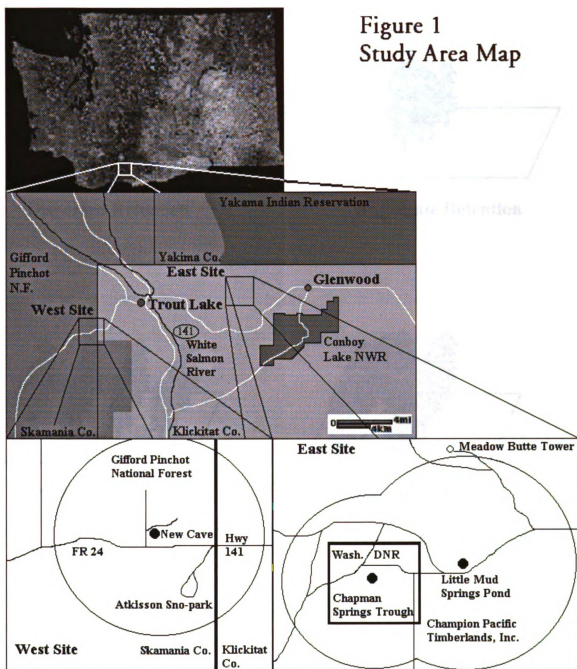 Figure 1
Study Area Map
Yakama Indian Reservation
Gifford
Pinchot
N.F.
Yakima Co.
East Site
Glenwood
Trout Lake
West Site
141
White
Salmon
River
Conboy
Lake NWR
0 4mi
4km
Skamania Co.
Klickitat Co.
Gifford Pinchot
National Forest
New Cave
FR 24
Hwy
141
Atkisson Sno-park
West Site
Skamania Co.
Klickitat
Co.
East Site
Meadow Butte Tower
Wash. DNR
Chapman
Springs Trough
Little Mud
Springs Pond
Champion Pacific
Timberlands, Inc.